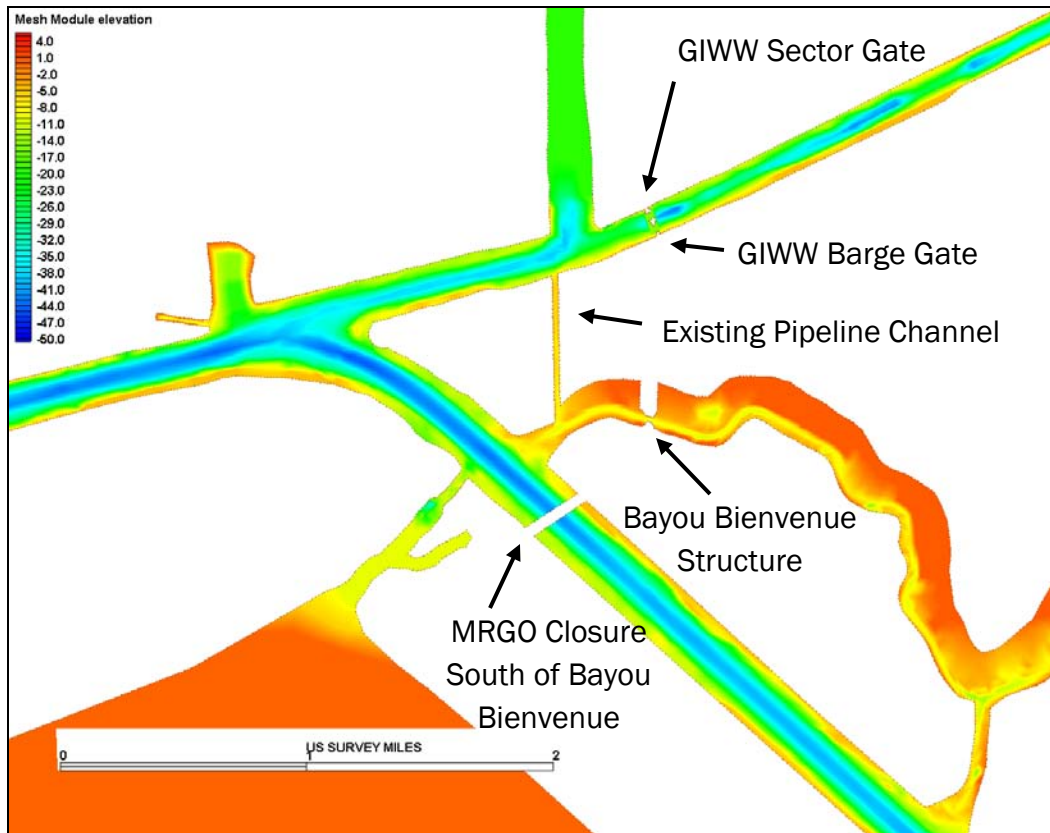 Mesh Module elevation
4.0
1.0
-2.0
-5.0
-8.0
-11.0
-14.0
-17.0
-20.0
-23.0
-26.0
-29.0
-32.0
-35.0
-38.0
-41.0
-44.0
-47.0
-50.0
GIWW Sector Gate
GIWW Barge Gate
Existing Pipeline Channel
Bayou Bienvenue
Structure
MRGO Closure
South of Bayou
Bienvenue
US SURVEY MILES
0 1 2